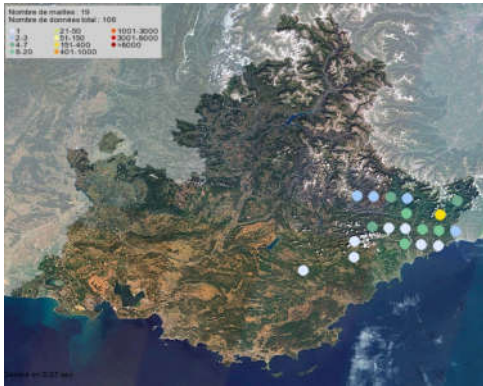 Nombre de mailles : 19
Nombre de données total : 106
1 21-50 1001-3000
2-3 51-150 3001-6000
4-7 151-400 >6000
8-20 401-1000